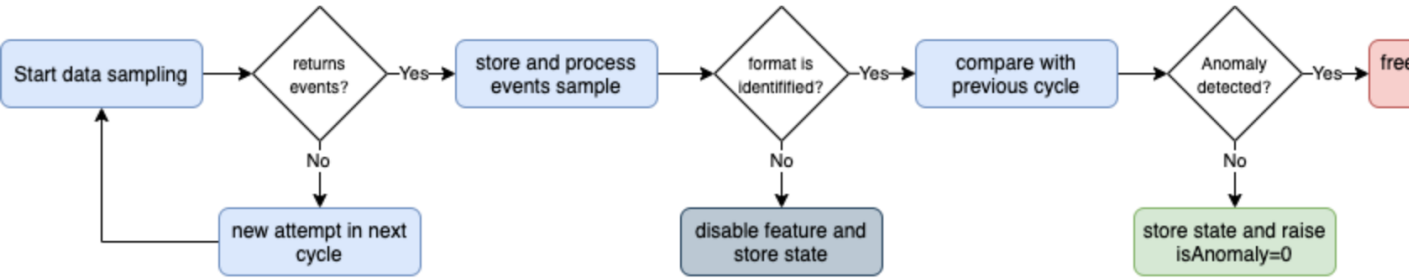 Start data sampling
returns
events?
Yes
store and process
events sample
format is
identifified?
Yes
compare with
previous cycle
Anomaly
detected?
Yes
No
new attempt in next
cycle
No
disable feature and
store state
No
store state and raise
isAnomaly=0